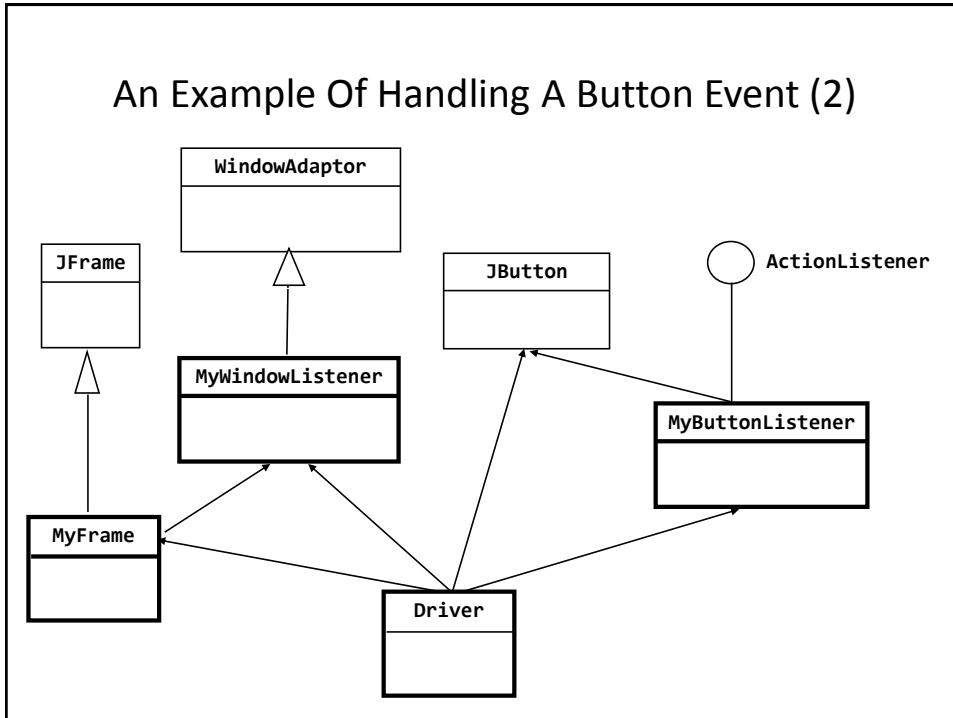 An Example Of Handling A Button Event (2)
WindowAdaptor
JFrame
JButton
ActionListener
MyWindowListener
MyButtonListener
MyFrame
Driver